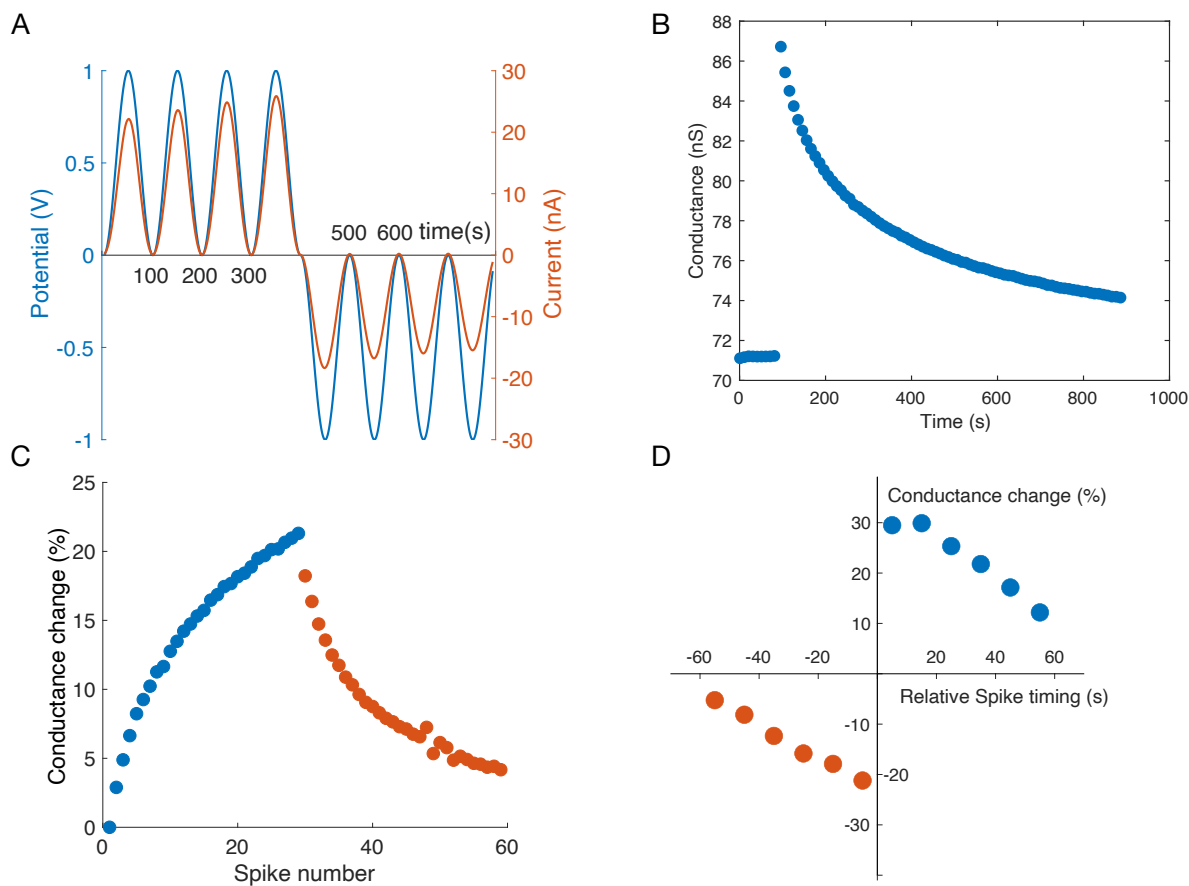 A
Potential (V)
1
0.5
0
-0.5
-1
100 200 300
500 600 time(s)
30
20
10
0
-10
-20
-30
Current (nA)
B
Conductance (nS)
88
86
84
82
80
78
76
74
72
70
0 200 400 600 800 1000
Time (s)
C
Conductance change (%)
25
20
15
10
5
0
0 20 40 60
Spike number
D
Conductance change (%)
30
20
10
-60 -40 -20 20 40 60
Relative Spike timing (s)
-10
-20
-30